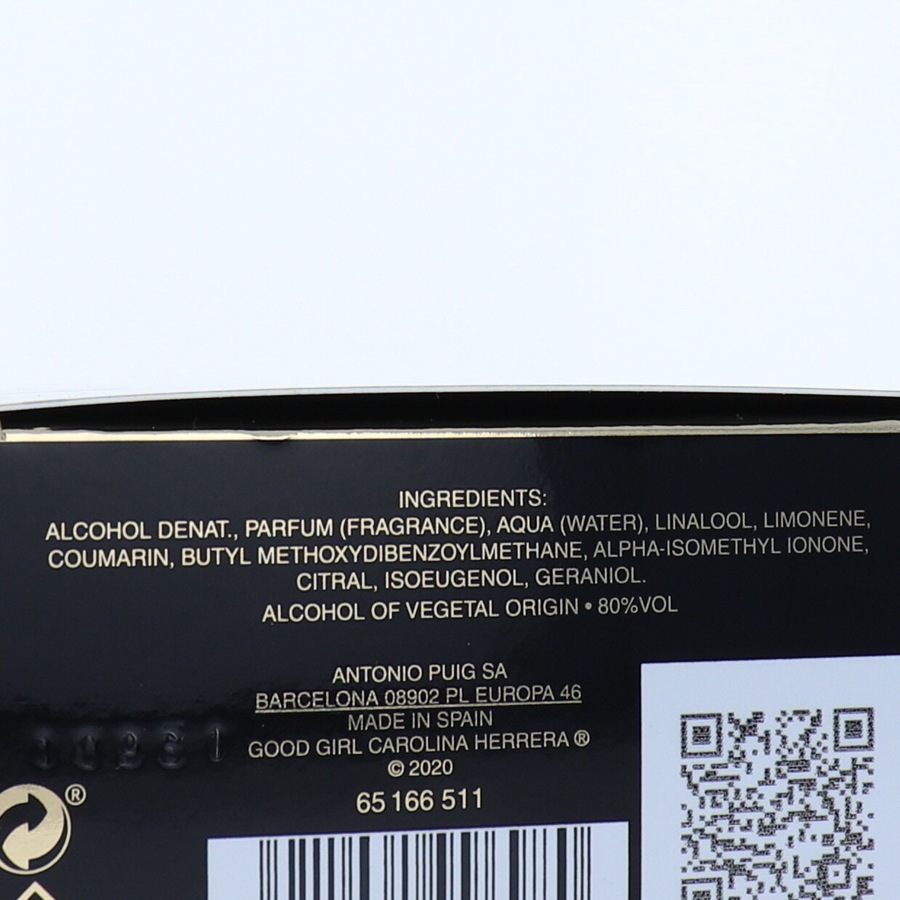 INGREDIENTS:
ALCOHOL DENAT., PARFUM (FRAGRANCE), AQUA (WATER), LINALOOL, LIMONENE,
COUMARIN, BUTYL METHOXYDIBENZOYLMETHANE, ALPHA-ISOMETHYL IONONE,
CITRAL, ISOEUGENOL, GERANIOL.
ALCOHOL OF VEGETAL ORIGIN • 80%VOL
ANTONIO PUIG SA
BARCELONA 08902 PL EUROPA 46
MADE IN SPAIN
GOOD GIRL CAROLINA HERRERA ®
© 2020
65 166 511
®